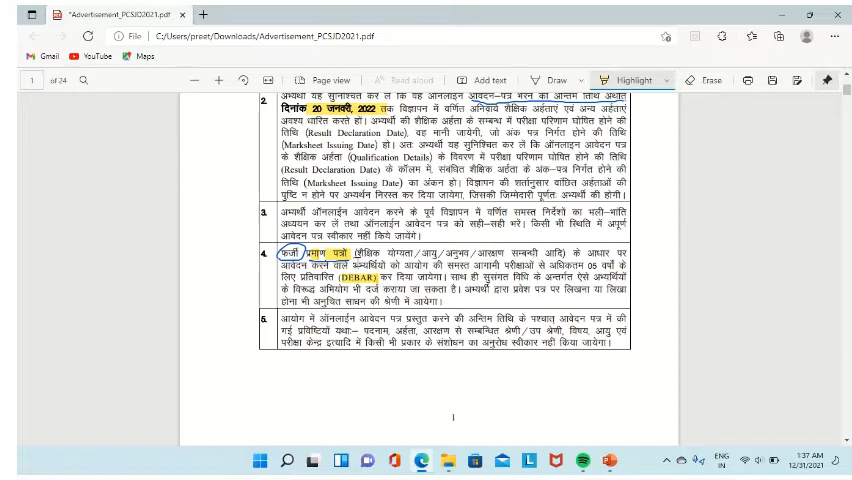 *Advertisement_PCSJD2021.pdf
File C:/Users/preet/Downloads/Advertisement_PCSJD2021.pdf
Gmail YouTube Maps
1 of 24 Page view Read aloud Add text Draw Highlight Erase
अभ्यर्थी यह सुनिश्चित कर लें कि वह ऑनलाइन आवेदन–पत्र भरने की अन्तिम तिथि अर्थात्
2. दिनांक 20 जनवरी, 2022 तक विज्ञापन में वर्णित अनिवार्य शैक्षिक अर्हताएं एवं अन्य अर्हताएं
अवश्य धारित करते हों। अभ्यर्थी की शैक्षिक अर्हता के सम्बन्ध में परीक्षा परिणाम घोषित होने की
तिथि (Result Declaration Date), वह मानी जायेगी, जो अंक पत्र निर्गत होने की तिथि
(Marksheet Issuing Date) हो। अतः अभ्यर्थी यह सुनिश्चित कर लें कि ऑनलाइन आवेदन पत्र
के शैक्षिक अर्हता (Qualification Details) के विवरण में परीक्षा परिणाम घोषित होने की तिथि
(Result Declaration Date) के कॉलम में, संबंधित शैक्षिक अर्हता के अंक–पत्र निर्गत होने की
तिथि (Marksheet Issuing Date) का अंकन हो। विज्ञापन की शर्तानुसार वांछित अर्हताओं की
पुष्टि न होने पर अभ्यर्थन निरस्त कर दिया जायेगा, जिसकी जिम्मेदारी पूर्णतः अभ्यर्थी की होगी।
3. अभ्यर्थी ऑनलाईन आवेदन करने के पूर्व विज्ञापन में वर्णित समस्त निर्देशों का भली–भांति
अध्ययन कर लें तथा ऑनलाईन आवेदन पत्र को सही–सही भरें। किसी भी स्थिति में अपूर्ण
आवेदन पत्र स्वीकार नहीं किये जायेंगे।
4. फर्जी प्रमाण पत्रों (शैक्षिक योग्यता/आयु/अनुभव/आरक्षण सम्बन्धी आदि) के आधार पर
आवेदन करने वाले अभ्यर्थियों को आयोग की समस्त आगामी परीक्षाओं से अधिकतम 05 वर्षो के
लिए प्रतिवारित (DEBAR) कर दिया जायेगा। साथ ही सुसंगत विधि के अन्तर्गत ऐसे अभ्यर्थियों
के विरूद्ध अभियोग भी दर्ज कराया जा सकता है। अभ्यर्थी द्वारा प्रवेश पत्र पर लिखना या लिखा
होना भी अनुचित साधन की श्रेणी में आयेगा।
5. आयोग में ऑनलाईन आवेदन पत्र प्रस्तुत करने की अन्तिम तिथि के पश्चात् आवेदन पत्र में की
गई प्रविष्टियों यथाः– पदनाम, अर्हता, आरक्षण से सम्बन्धित श्रेणी/उप श्रेणी, विषय, आयु एवं
परीक्षा केन्द्र इत्यादि में किसी भी प्रकार के संशोधन का अनुरोध स्वीकार नहीं किया जायेगा।
1
ENG 1:37 AM
IN 12/31/2021